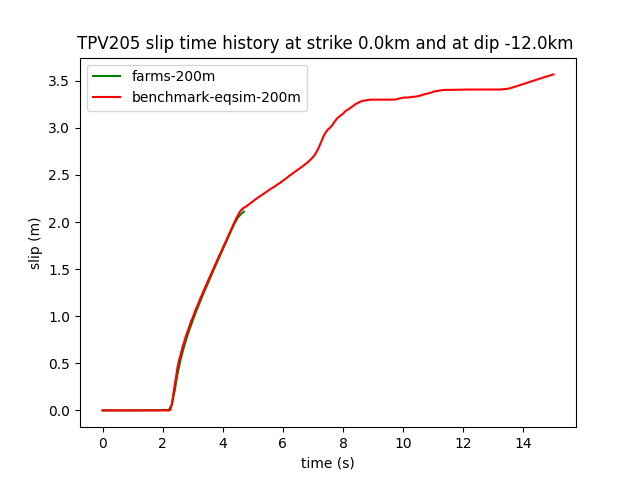 TPV205 slip time history at strike 0.0km and at dip -12.0km
farms-200m
benchmark-eqsim-200m
3.5
3.0
2.5
2.0
1.5
1.0
0.5
0.0
slip (m)
0 2 4 6 8 10 12 14
time (s)